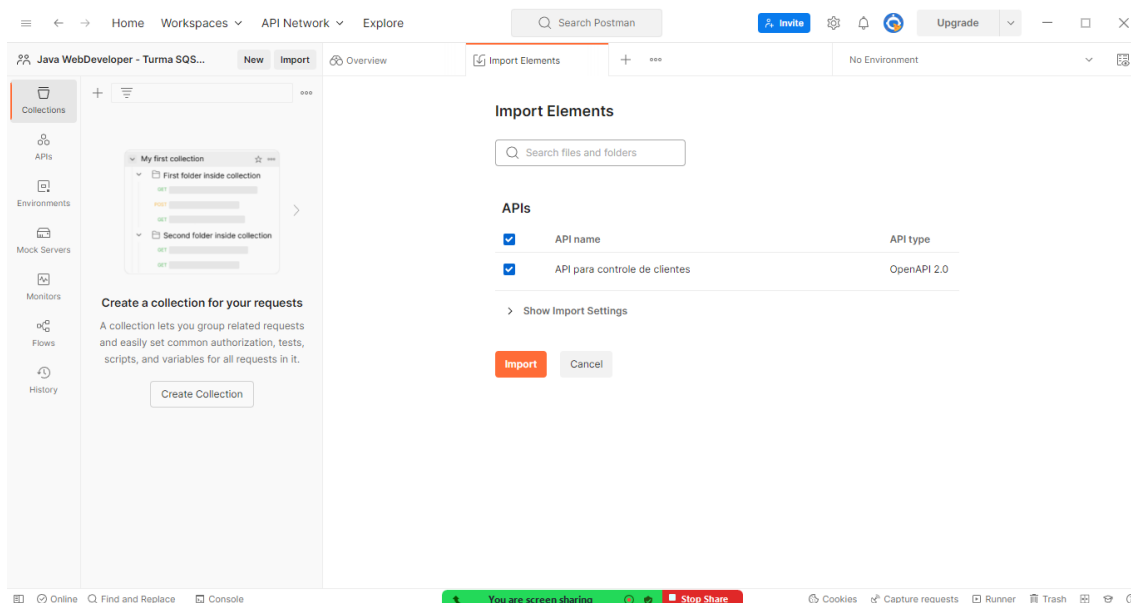 Home Workspaces API Network Explore Search Postman Invite Upgrade
Java WebDeveloper - Turma SQS... New Import Overview Import Elements No Environment
Collections
APIs
Environments
Mock Servers
Monitors
Flows
History
My first collection
First folder inside collection
GET
POST
GET
Second folder inside collection
GET
GET
Create a collection for your requests
A collection lets you group related requests
and easily set common authorization, tests,
scripts, and variables for all requests in it.
Create Collection
Import Elements
Search files and folders
APIs
API name API type
API para controle de clientes OpenAPI 2.0
Show Import Settings
Import Cancel
Online Find and Replace Console You are screen sharing Stop Share Cookies Capture requests Runner Trash